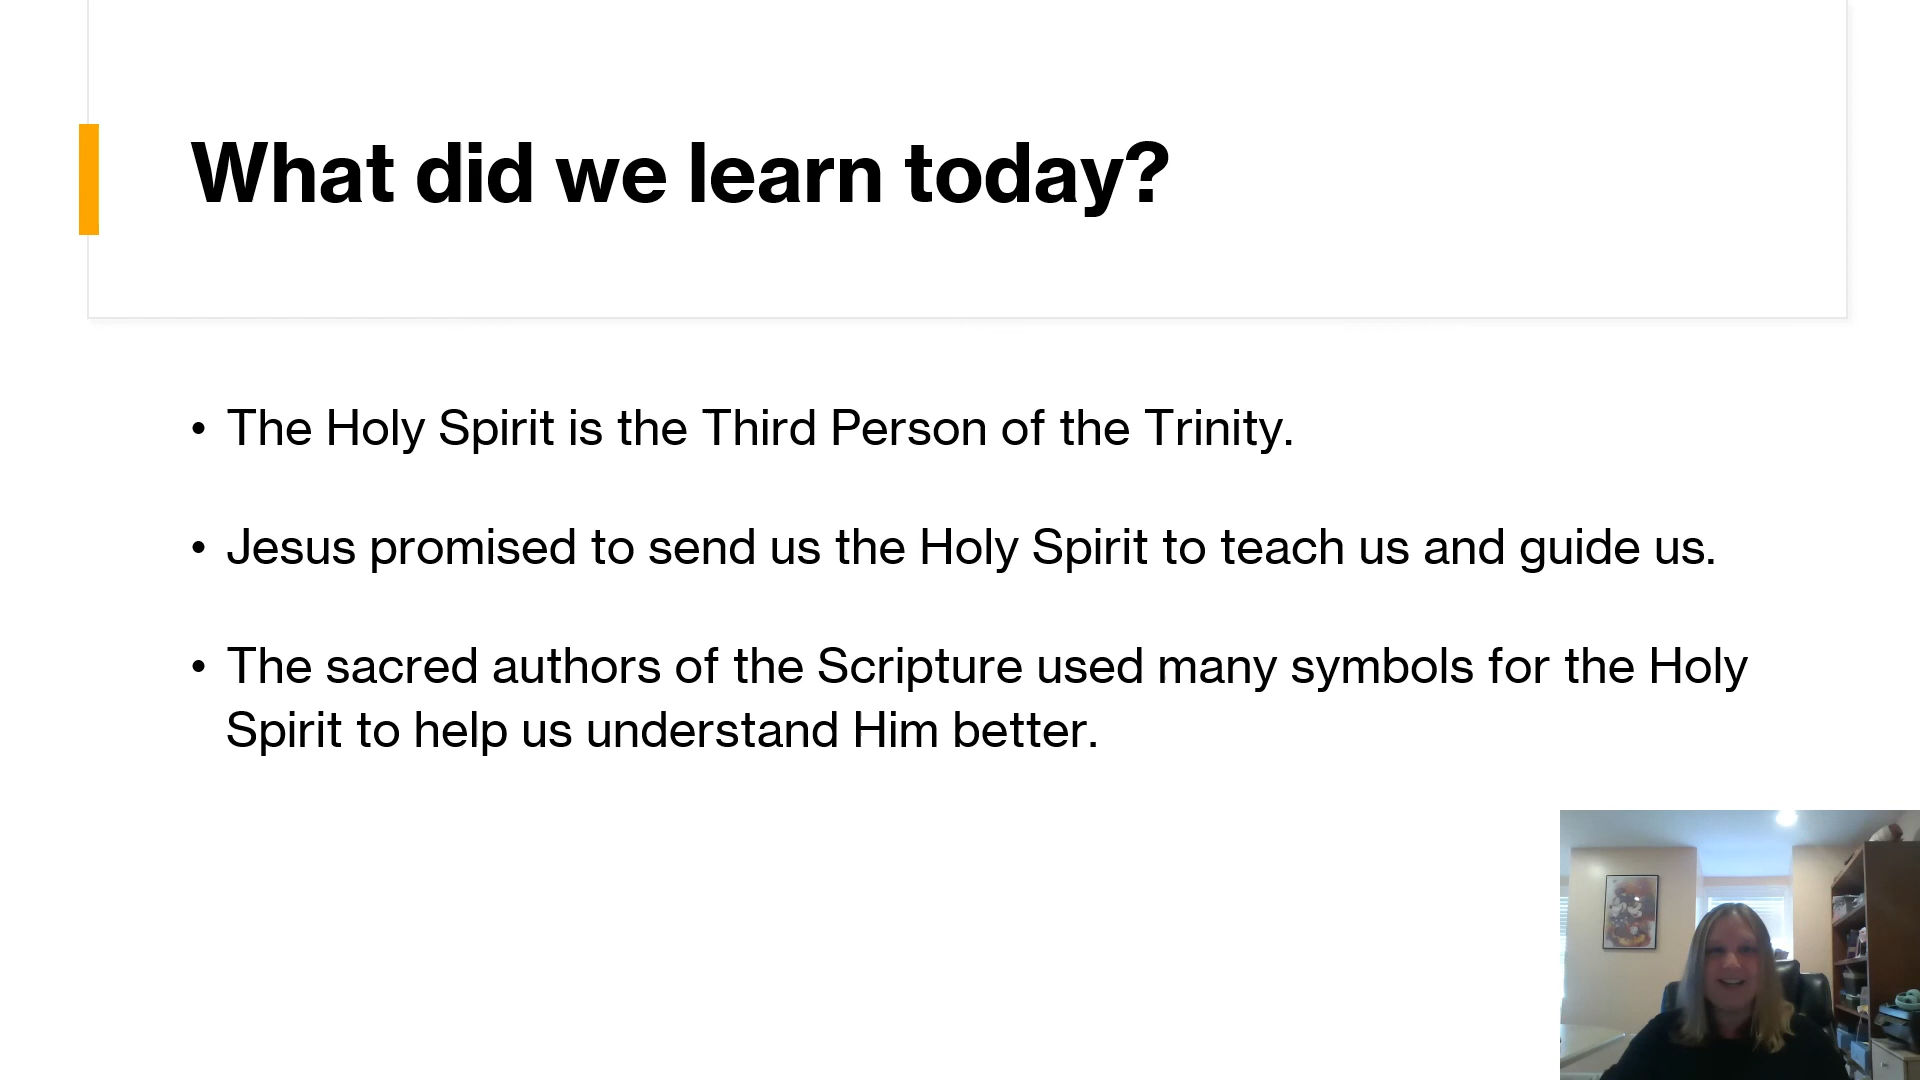 What did we learn today?
• The Holy Spirit is the Third Person of the Trinity.
• Jesus promised to send us the Holy Spirit to teach us and guide us.
• The sacred authors of the Scripture used many symbols for the Holy
Spirit to help us understand Him better.